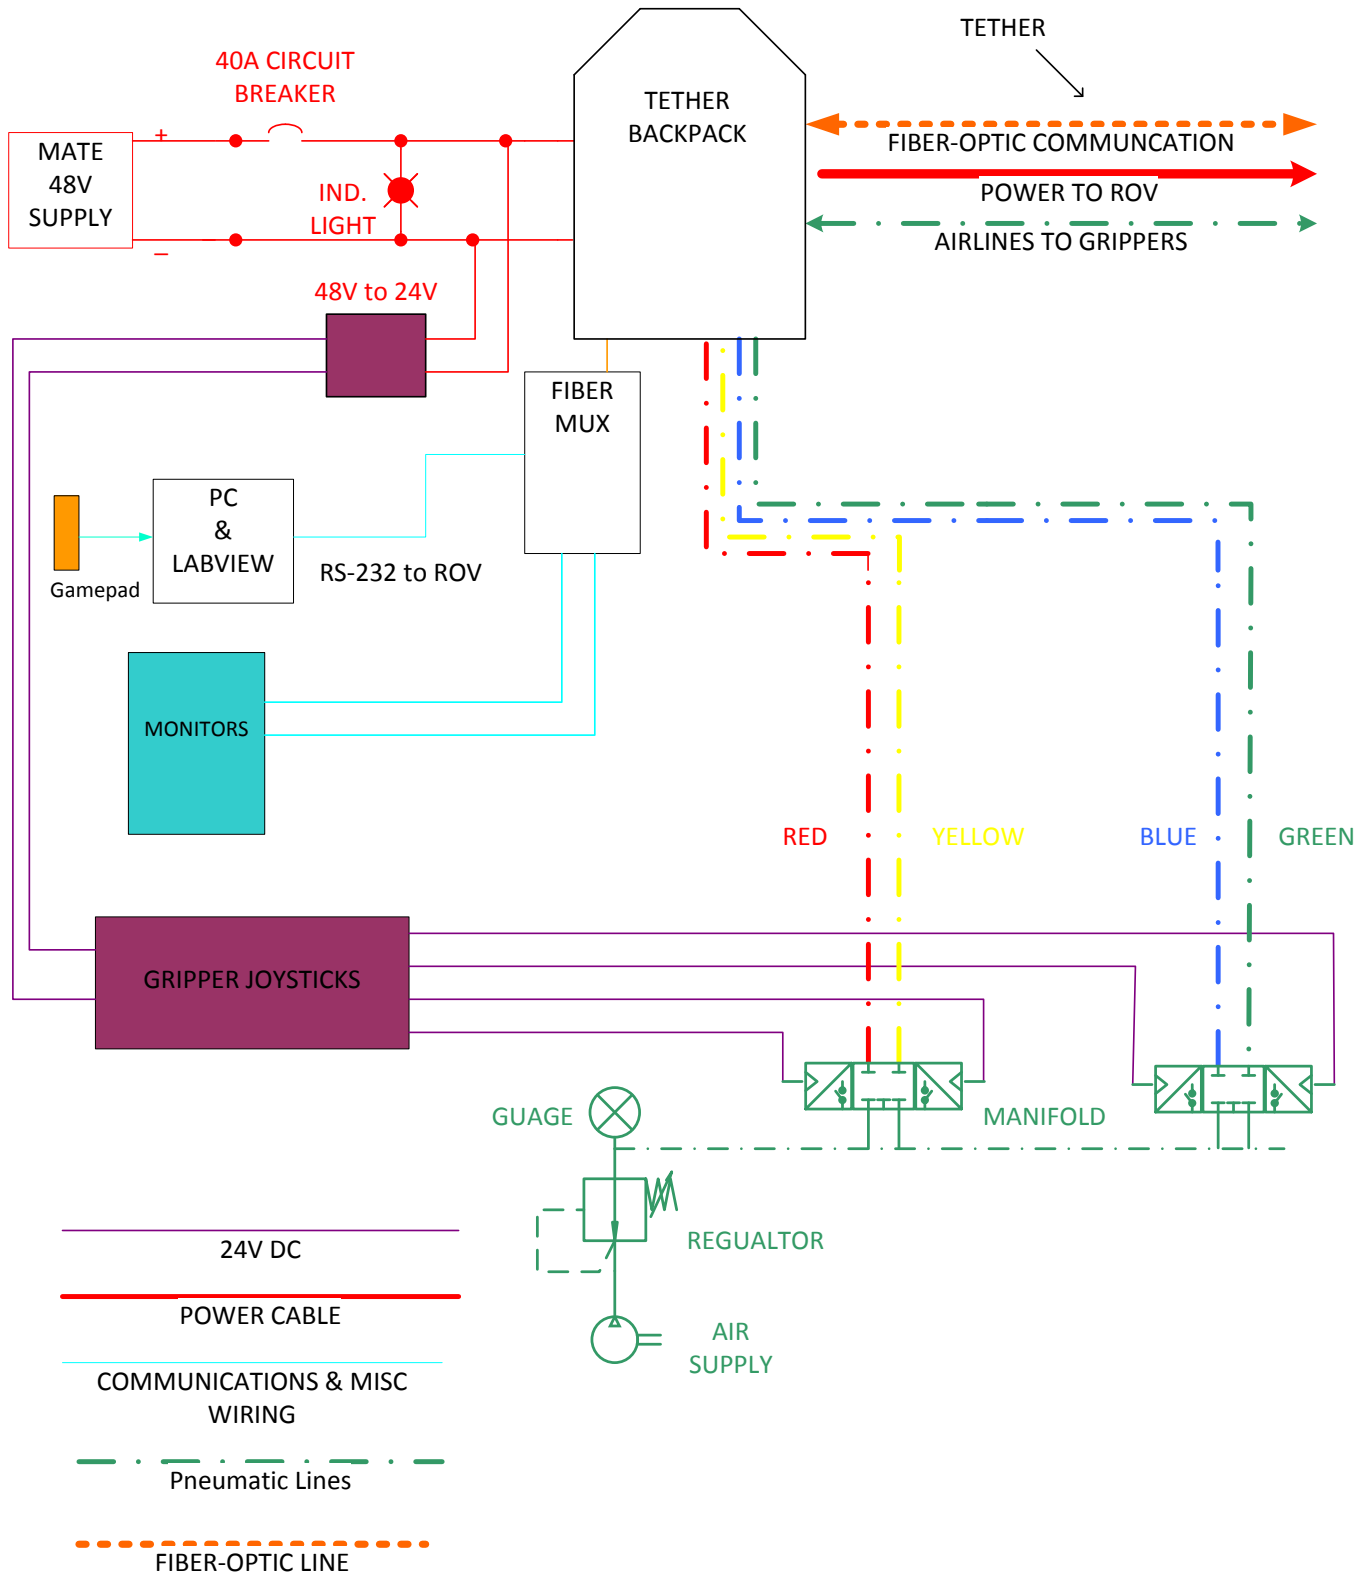 TETHER
40A CIRCUIT
BREAKER
TETHER
BACKPACK
+
MATE
48V
SUPPLY
FIBER-OPTIC COMMUNCATION
IND.
LIGHT
POWER TO ROV
AIRLINES TO GRIPPERS
–
48V to 24V
FIBER
MUX
PC
&
LABVIEW
Gamepad
RS-232 to ROV
MONITORS
RED
YELLOW
BLUE
GREEN
GRIPPER JOYSTICKS
GUAGE
MANIFOLD
REGUALTOR
24V DC
POWER CABLE
AIR
SUPPLY
COMMUNICATIONS & MISC
WIRING
Pneumatic Lines
FIBER-OPTIC LINE